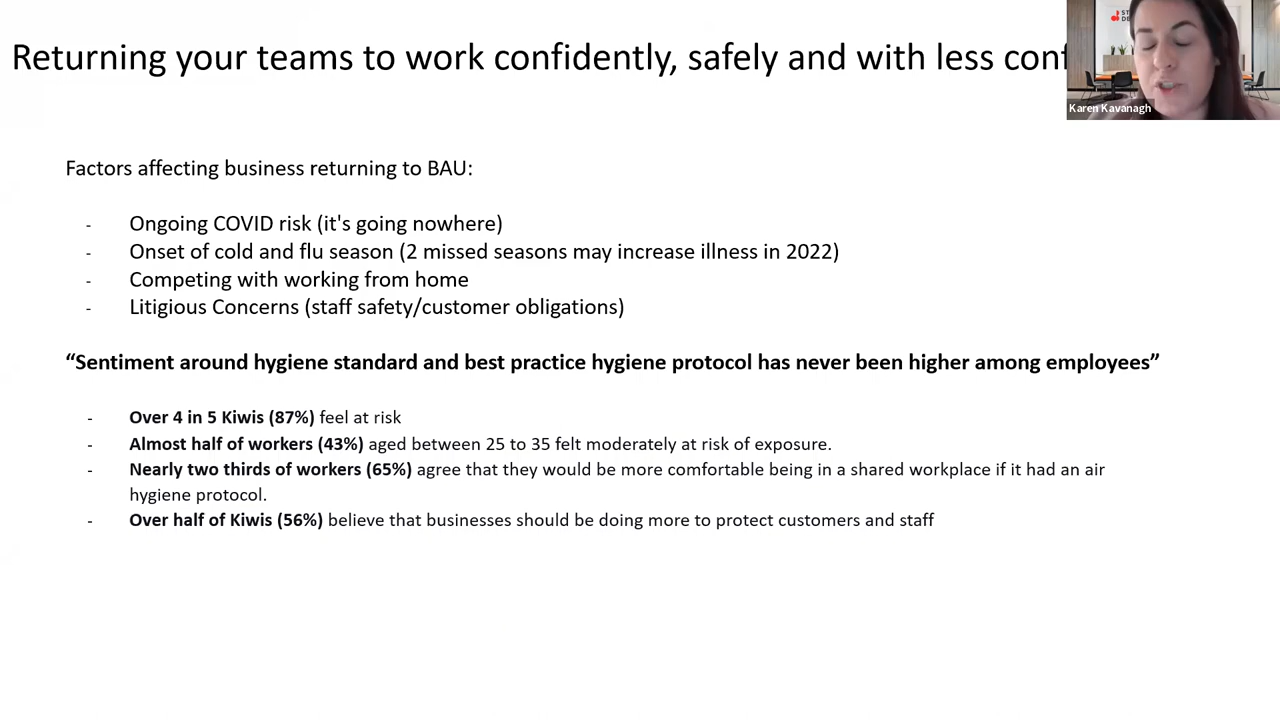 Returning your teams to work confidently, safely and with less conf
Karen Kavanagh
Factors affecting business returning to BAU:
- Ongoing COVID risk (it's going nowhere)
- Onset of cold and flu season (2 missed seasons may increase illness in 2022)
- Competing with working from home
- Litigious Concerns (staff safety/customer obligations)
“Sentiment around hygiene standard and best practice hygiene protocol has never been higher among employees”
- Over 4 in 5 Kiwis (87%) feel at risk
- Almost half of workers (43%) aged between 25 to 35 felt moderately at risk of exposure.
- Nearly two thirds of workers (65%) agree that they would be more comfortable being in a shared workplace if it had an air
hygiene protocol.
- Over half of Kiwis (56%) believe that businesses should be doing more to protect customers and staff